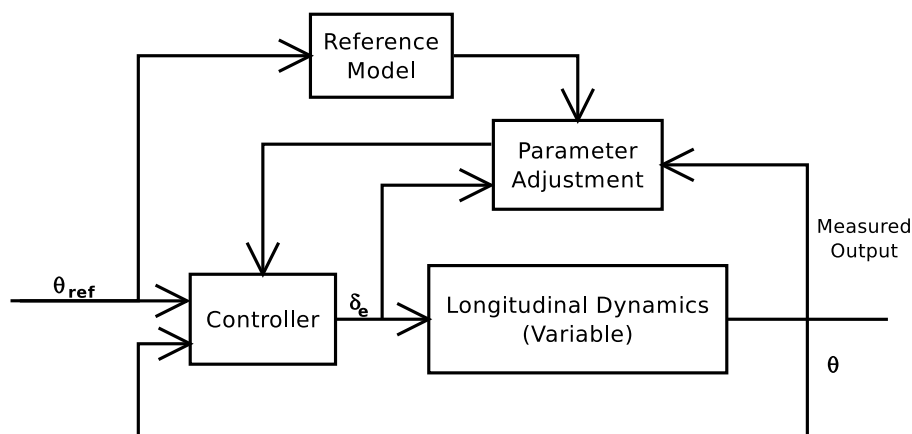 Reference
Model
Parameter
Adjustment
Measured
Output
θref
Controller
δe
Longitudinal Dynamics
(Variable)
θ